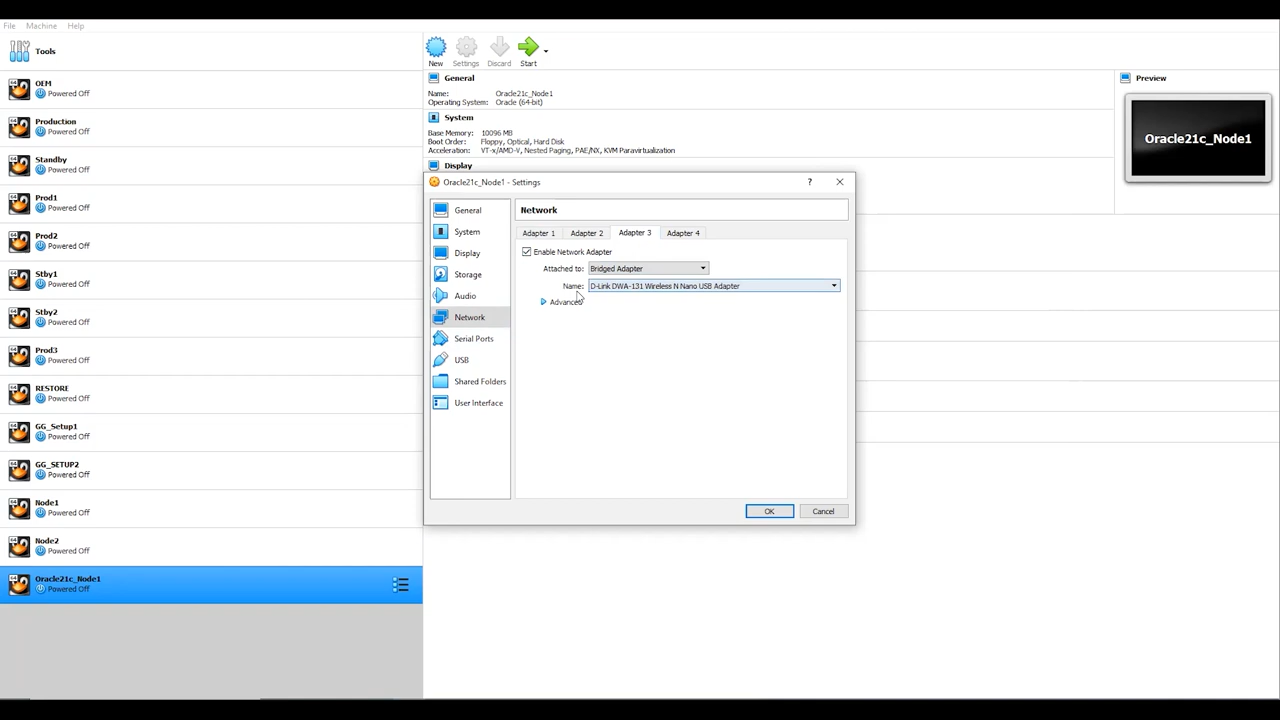 File Machine Help
Tools
New Settings Discard Start
OEM
Powered Off
Production
Powered Off
Standby
Powered Off
Prod1
Powered Off
Prod2
Powered Off
Stby1
Powered Off
Stby2
Powered Off
Prod3
Powered Off
RESTORE
Powered Off
GG_Setup1
Powered Off
GG_SETUP2
Powered Off
Node1
Powered Off
Node2
Powered Off
Oracle21c_Node1
Powered Off
General
Name: Oracle21c_Node1
Operating System: Oracle (64-bit)
System
Base Memory: 10096 MB
Boot Order: Floppy, Optical, Hard Disk
Acceleration: VT-x/AMD-V, Nested Paging, PAE/NX, KVM Paravirtualization
Display
Preview
Oracle21c_Node1
Oracle21c_Node1 - Settings
? 
General
System
Display
Storage
Audio
Network
Serial Ports
USB
Shared Folders
User Interface
Network
Adapter 1 Adapter 2 Adapter 3 Adapter 4
Enable Network Adapter
Attached to: Bridged Adapter
Name: D-Link DWA-131 Wireless N Nano USB Adapter
Advanced
OK Cancel